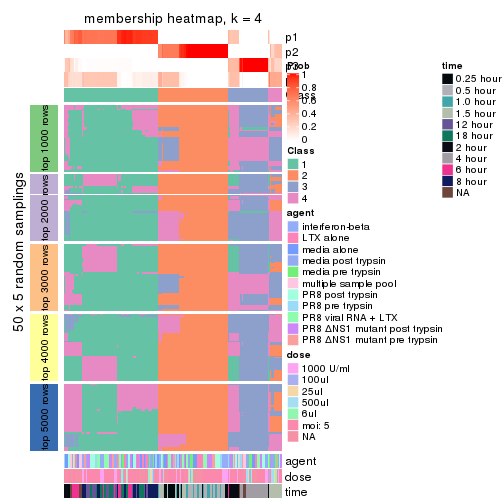 membership heatmap, k = 4
p1
p2
p3
Prob
1
0.8
0.6
0.4
0.2
0
Class
Class
1
2
3
4
agent
interferon-beta
LTX alone
media alone
media post trypsin
media pre trypsin
multiple sample pool
PR8 post trypsin
PR8 pre trypsin
PR8 viral RNA + LTX
PR8 ΔNS1 mutant post trypsin
PR8 ΔNS1 mutant pre trypsin
dose
1000 U/ml
100ul
25ul
500ul
6ul
moi: 5
NA
time
0.25 hour
0.5 hour
1.0 hour
1.5 hour
12 hour
18 hour
2 hour
4 hour
6 hour
8 hour
NA
50 x 5 random samplings
top 1000 rows
top 2000 rows
top 3000 rows
top 4000 rows
top 5000 rows
agent
dose
time